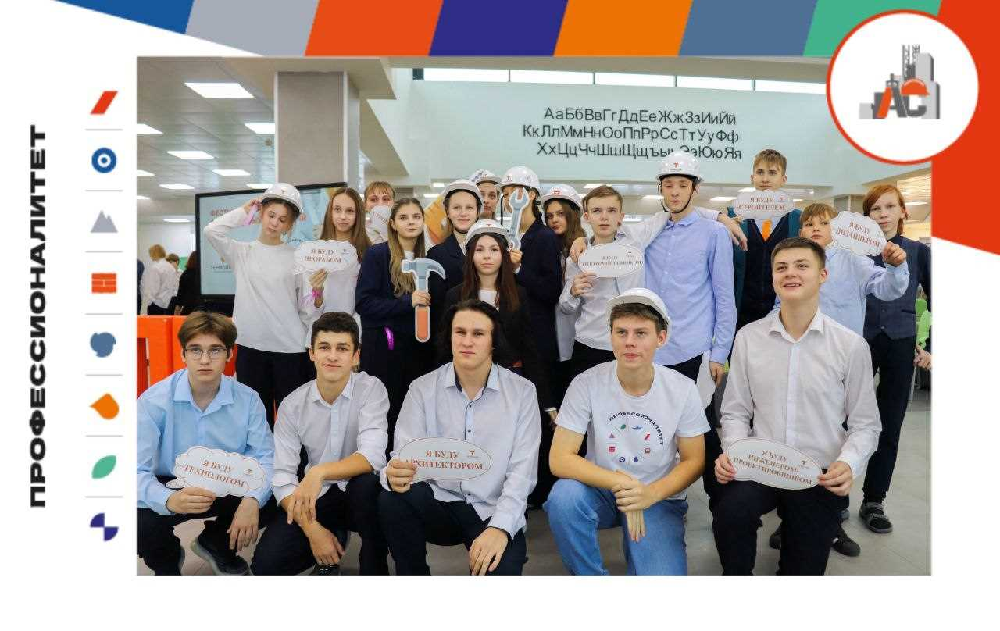 ПРОФЕССИОНАЛИТЕТ
АС
АаБбВвГгДдЕеЖжЗзИиЙй
КкЛлМмНнОоПпРрСсТтУуФф
ХхЦцЧчШшЩщЪъЫ ЭэЮюЯя
Я БУДУ
СТРОИТЕЛЕМ
Я БУДУ
ДИЗАЙНЕРОМ
Я БУДУ
ПРОРАБОМ
Я БУДУ
ЭЛЕКТРОМОНТАЖНИКОМ
ПРОФЕССИОНАЛИТЕТ
Я БУДУ
ТЕХНОЛОГОМ
Я БУДУ
АРХИТЕКТОРОМ
Я БУДУ
ИНЖЕНЕРОМ-
ПРОЕКТИРОВЩИКОМ